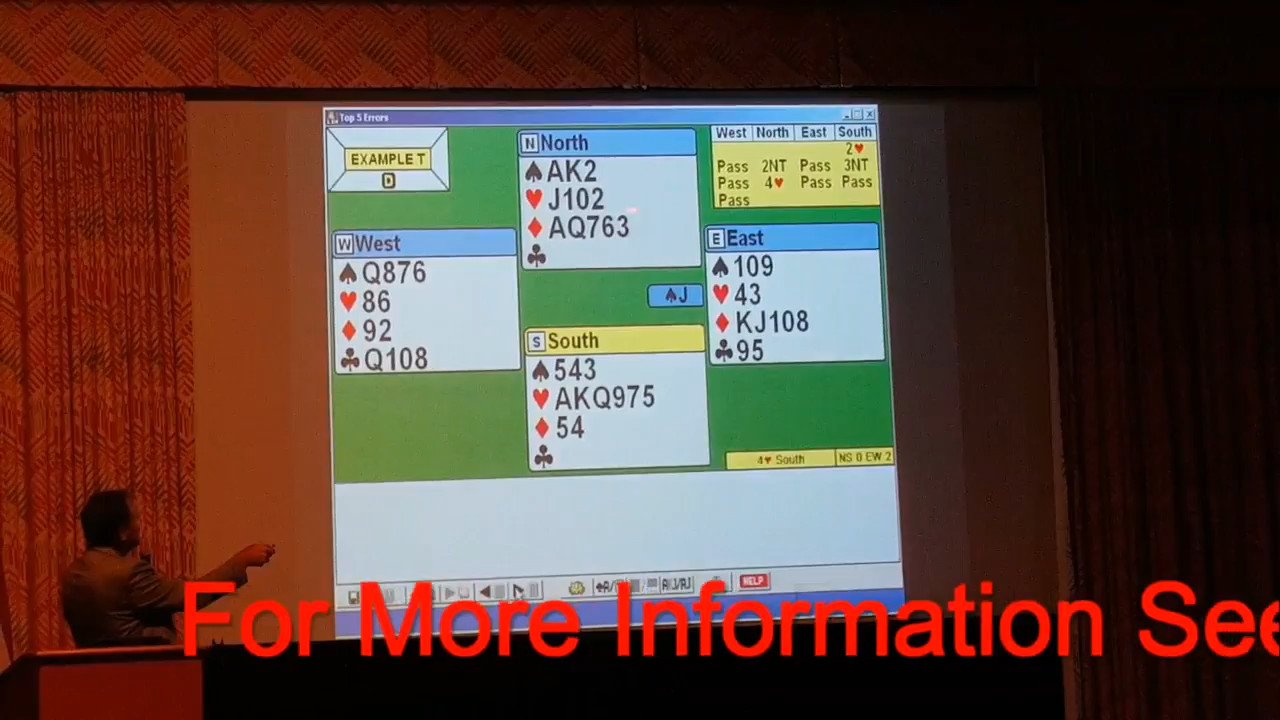 Top 5 Errors
EXAMPLE T
D
N North
♠ AK2
♥ J102
♦ AQ763
♣
West North East South
2♥
Pass 2NT Pass 3NT
Pass 4♥ Pass Pass
Pass
W West
♠ Q876
♥ 86
♦ 92
♣ Q108
♠J
E East
♠ 109
♥ 43
♦ KJ108
♣ 95
S South
♠ 543
♥ AKQ975
♦ 54
♣
4♥ South
NS 0 EW 2
HELP
For More Information See